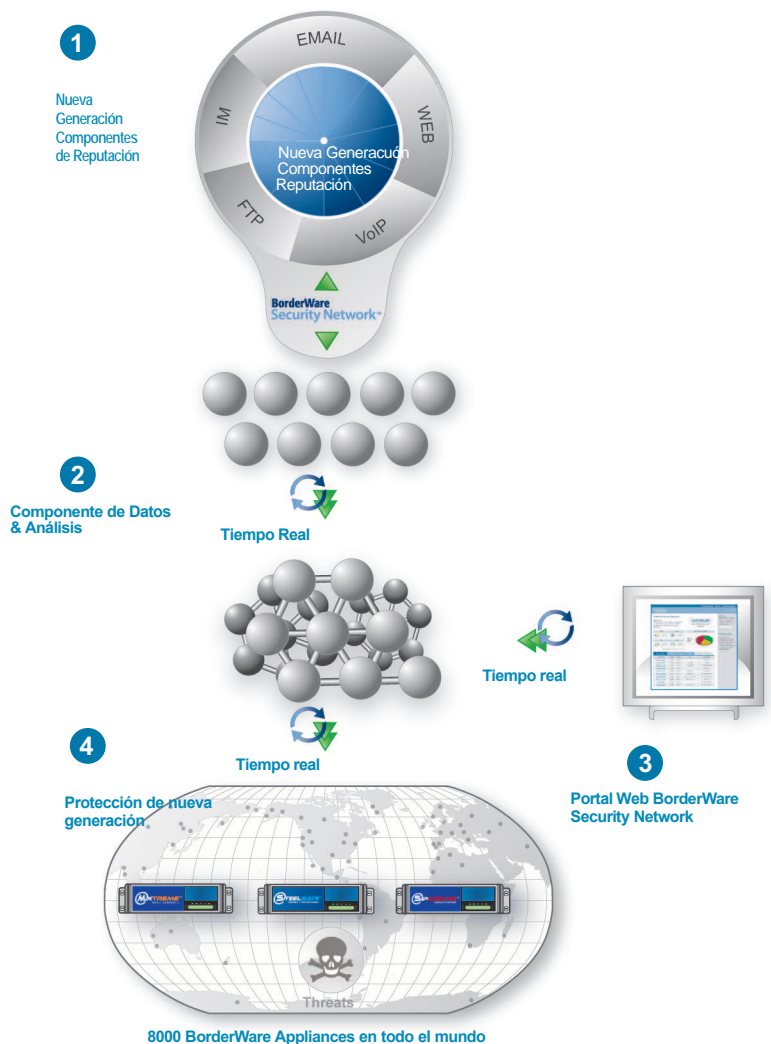 1
Nueva
Generación
Componentes
de Reputación
EMAIL
IM
WEB
FTP
VoIP
Nueva Generacuón
Componentes
Reputación
BorderWare
Security Network
2
Componente de Datos
& Análisis
Tiempo Real
Tiempo real
3
Portal Web BorderWare
Security Network
Tiempo real
4
Protección de nueva
generación
MXTREME
STEELGATE
Threats
8000 BorderWare Appliances en todo el mundo